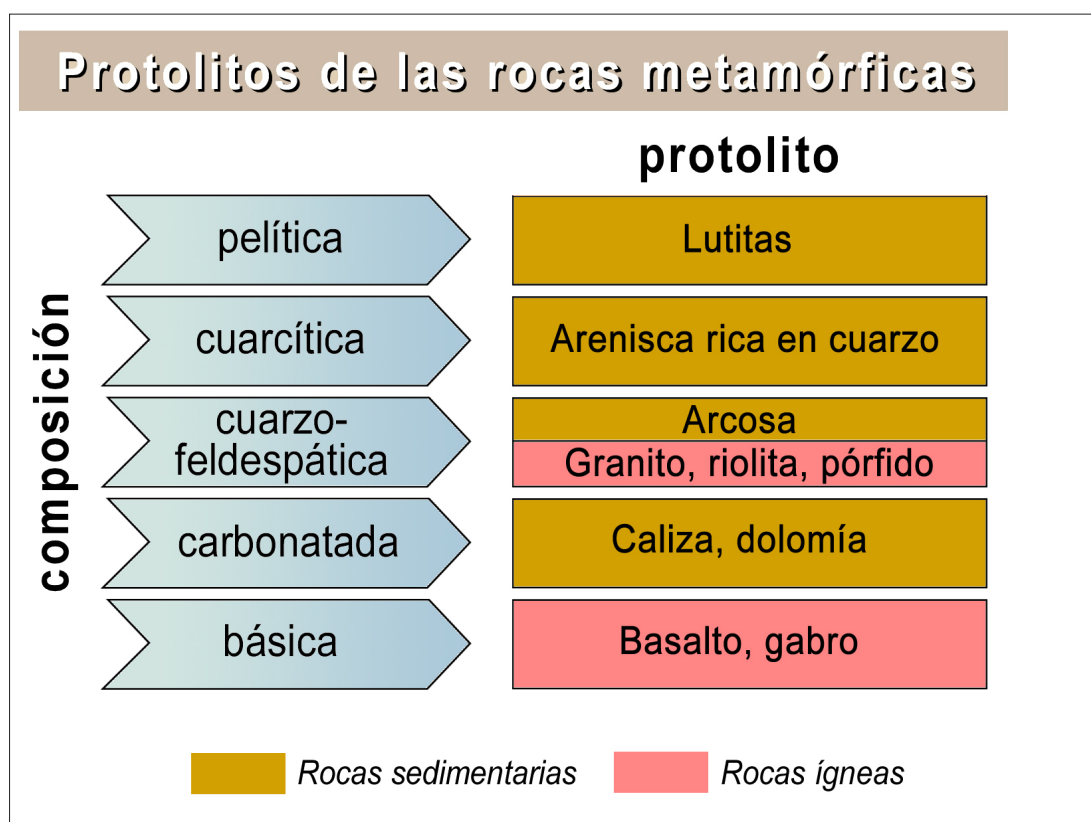 Protolitos de las rocas metamórficas
protolito
composición
pelítica
Lutitas
cuarcítica
Arenisca rica en cuarzo
cuarzo-
feldespática
Arcosa
Granito, riolita, pórfido
carbonatada
Caliza, dolomía
básica
Basalto, gabro
Rocas sedimentarias
Rocas ígneas